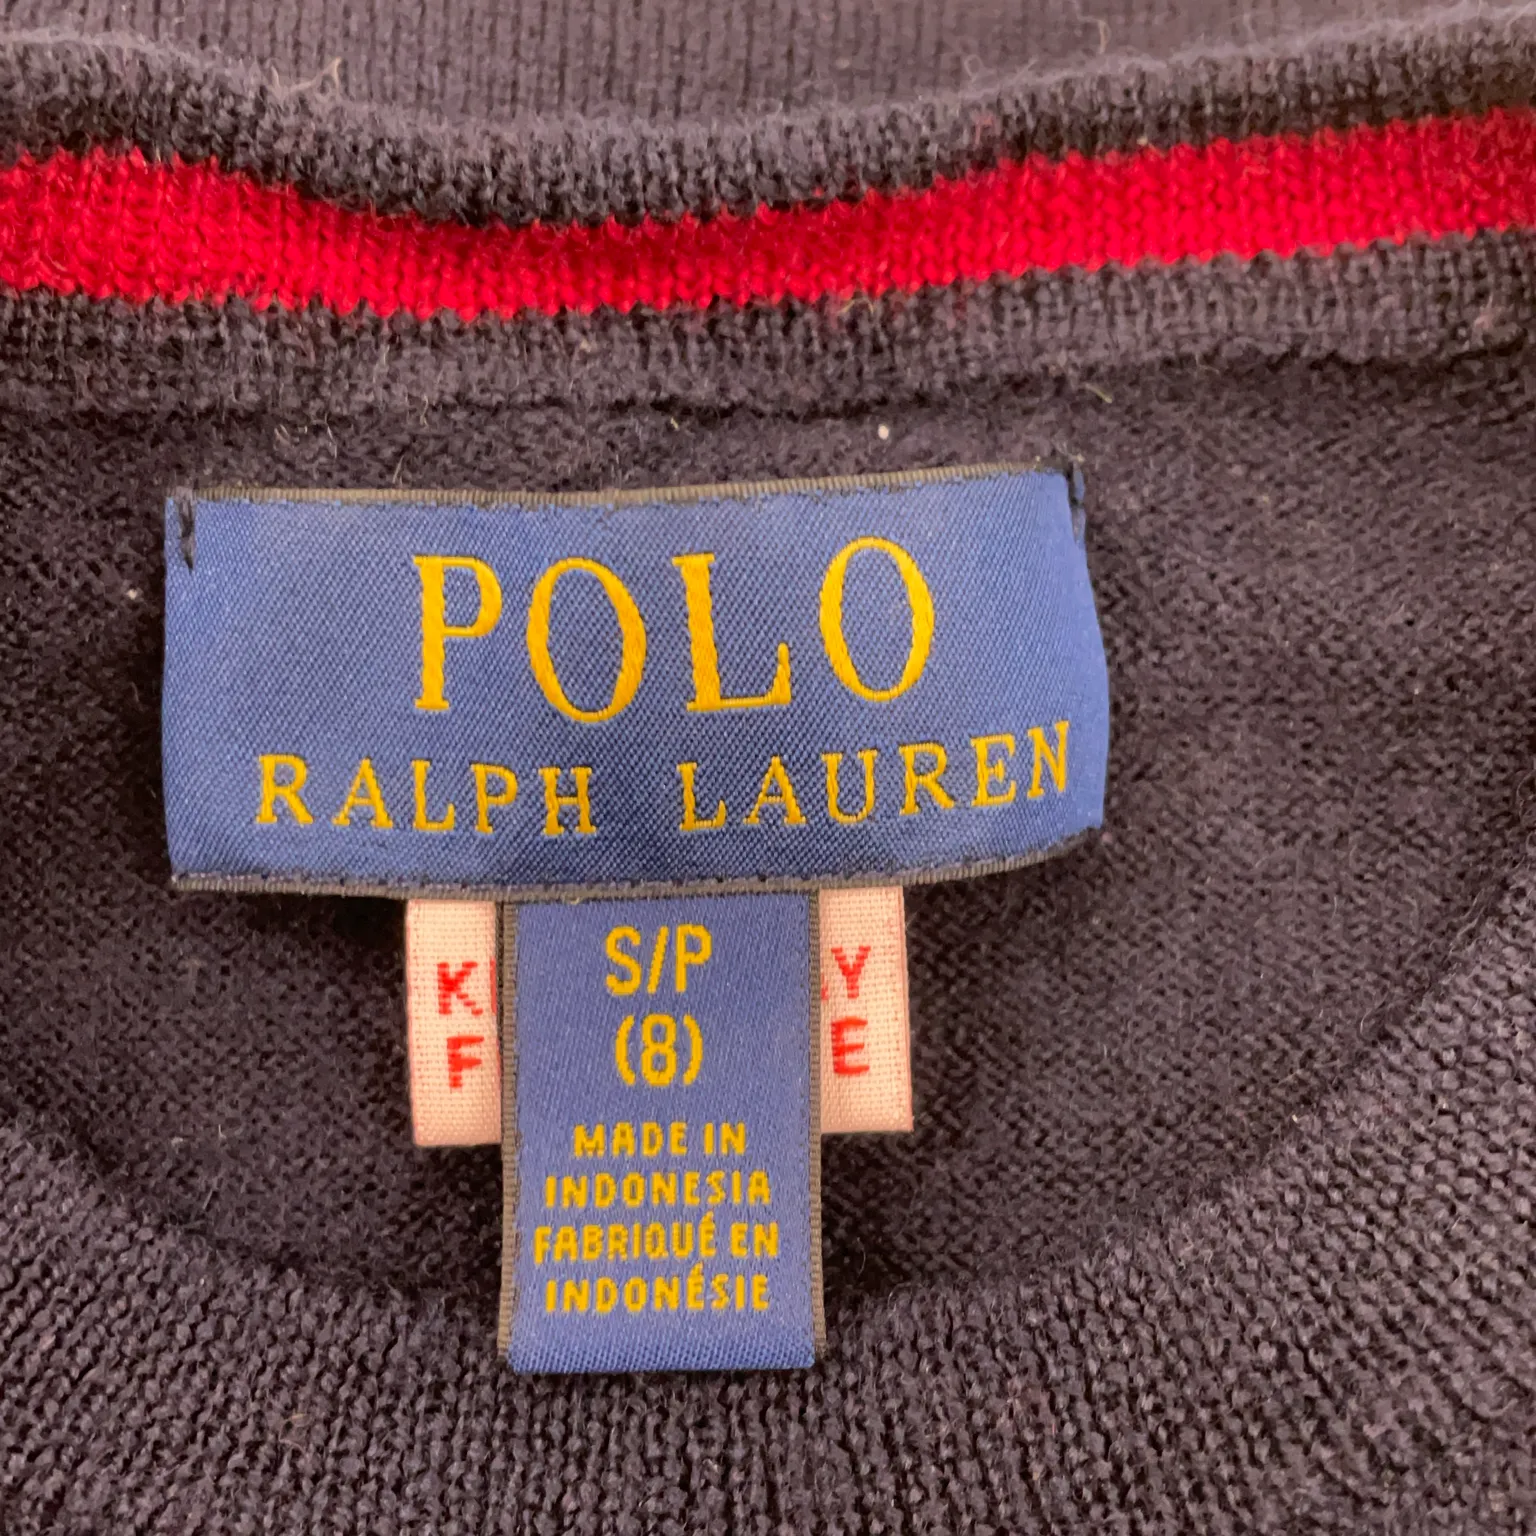 POLO
RALPH LAUREN
S/P
(8)
MADE IN
INDONESIA
FABRIQUÉ EN
INDONÉSIE